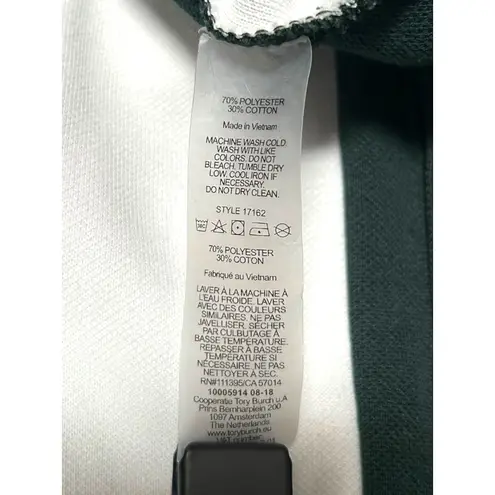 70% POLYESTER
30% COTTON
Made in Vietnam
MACHINE WASH COLD.
WASH WITH LIKE
COLORS. DO NOT
BLEACH. TUMBLE DRY
LOW. COOL IRON IF
NECESSARY.
DO NOT DRY CLEAN.
STYLE 17162
30C
70% POLYESTER
30% COTON
Fabriqué au Vietnam
LAVER À LA MACHINE À
L'EAU FROIDE. LAVER
AVEC DES COULEURS
SIMILAIRES. NE PAS
JAVELLISER. SÉCHER
PAR CULBUTAGE À
BASSE TEMPÉRATURE.
REPASSER À BASSE
TEMPÉRATURE SI
NÉCESSAIRE. NE PAS
NETTOYER À SEC.
RN#111395/CA 57014
10005914 08-18
Cooperatie Tory Burch u.A
Prins Bernhardplein 200
1097 Amsterdam
The Netherlands
www.toryburch.eu
VAT number: